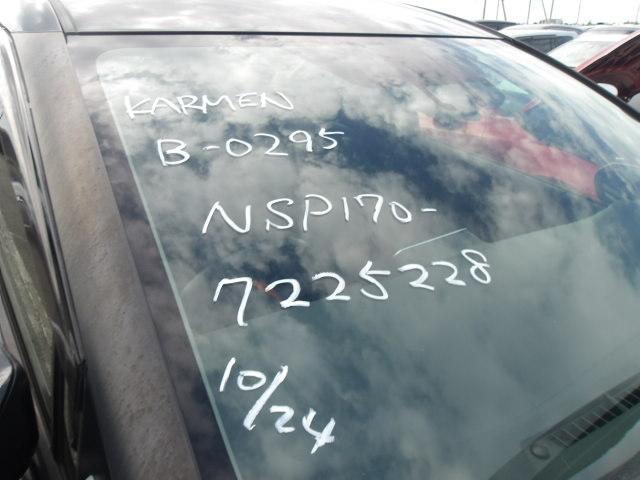 KARMEN
B-0295
NSP170-
7225228
10/24